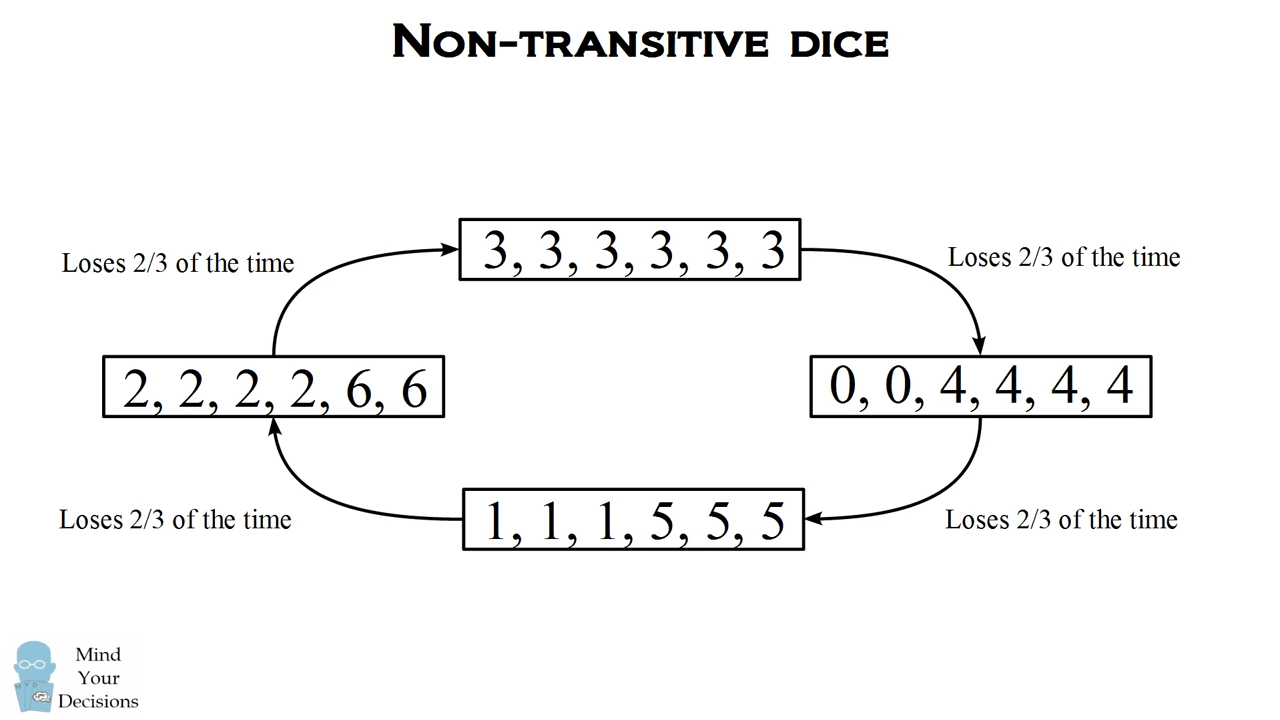 NON-TRANSITIVE DICE
Loses 2/3 of the time
3, 3, 3, 3, 3, 3
Loses 2/3 of the time
2, 2, 2, 2, 6, 6
0, 0, 4, 4, 4, 4
Loses 2/3 of the time
1, 1, 1, 5, 5, 5
Loses 2/3 of the time
Mind
Your
Decisions